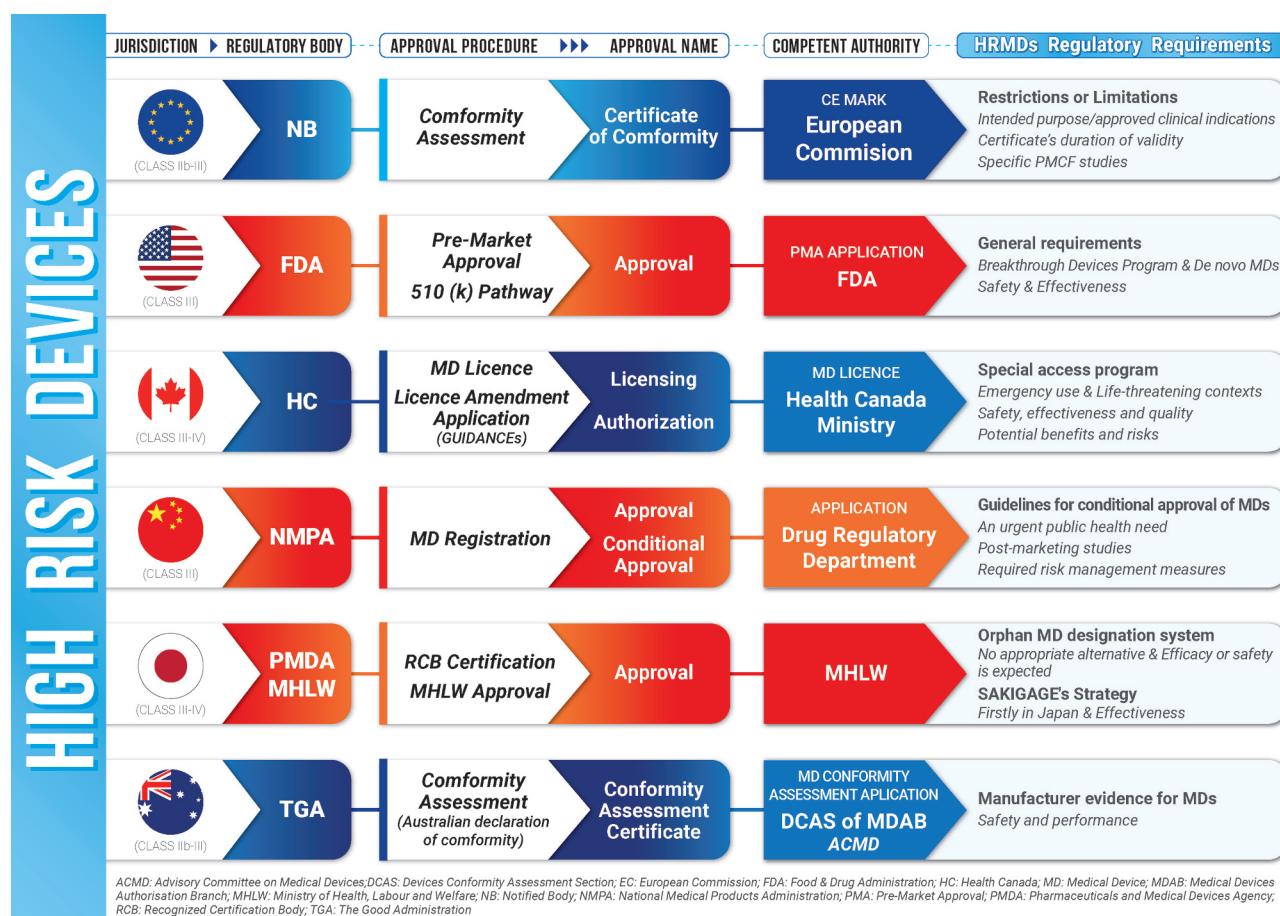 HIGH RISK DEVICES
JURISDICTION REGULATORY BODY APPROVAL PROCEDURE APPROVAL NAME COMPETENT AUTHORITY HRMDs Regulatory Requirements
(CLASS IIb-III)
NB
Comformity
Assessment
Certificate
of Comformity
CE MARK
European
Commision
Restrictions or Limitations
Intended purpose/approved clinical indications
Certificate's duration of validity
Specific PMCF studies
(CLASS III)
FDA
Pre-Market
Approval
510 (k) Pathway
Approval
PMA APPLICATION
FDA
General requirements
Breakthrough Devices Program & De novo MDs
Safety & Effectiveness
(CLASS III-IV)
HC
MD Licence
Licence Amendment
Application
(GUIDANCEs)
Licensing
Authorization
MD LICENCE
Health Canada
Ministry
Special access program
Emergency use & Life-threatening contexts
Safety, effectiveness and quality
Potential benefits and risks
(CLASS III)
NMPA
MD Registration
Approval
Conditional
Approval
APPLICATION
Drug Regulatory
Department
Guidelines for conditional approval of MDs
An urgent public health need
Post-marketing studies
Required risk management measures
(CLASS III-IV)
PMDA
MHLW
RCB Certification
MHLW Approval
Approval
MHLW
Orphan MD designation system
No appropriate alternative & Efficacy or safety
is expected
SAKIGAGE's Strategy
Firstly in Japan & Effectiveness
(CLASS IIb-III)
TGA
Comformity
Assessment
(Australian declaration
of comformity)
Conformity
Assessment
Certificate
MD CONFORMITY
ASSESSMENT APLICATION
DCAS of MDAB
ACMD
Manufacturer evidence for MDs
Safety and performance
ACMD: Advisory Committee on Medical Devices;DCAS: Devices Conformity Assessment Section; EC: European Commission; FDA: Food & Drug Administration; HC: Health Canada; MD: Medical Device; MDAB: Medical Devices
Authorisation Branch; MHLW: Ministry of Health, Labour and Welfare; NB: Notified Body; NMPA: National Medical Products Administration; PMA: Pre-Market Approval; PMDA: Pharmaceuticals and Medical Devices Agency,
RCB: Recognized Certification Body; TGA: The Good Administration